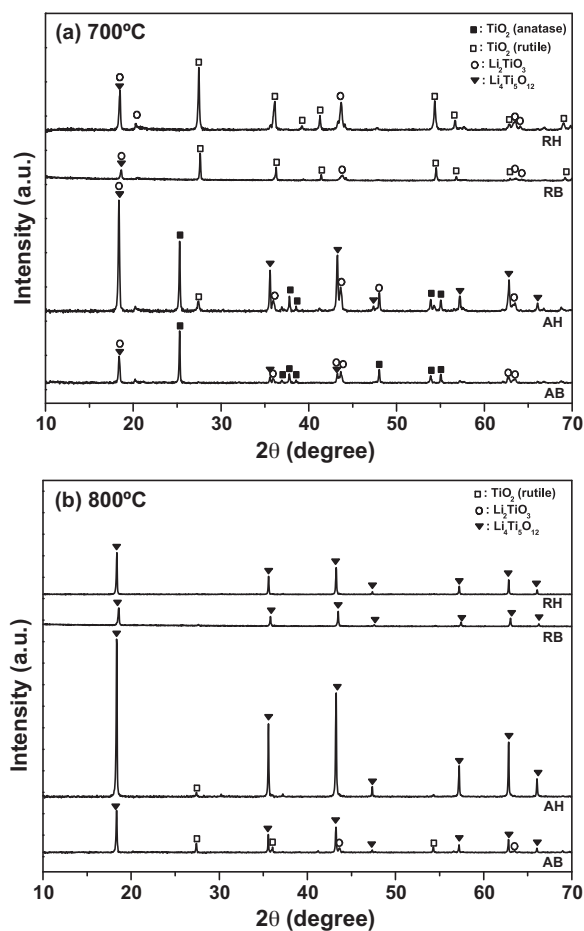 (a) 700ºC
■: TiO₂ (anatase)
□: TiO₂ (rutile)
○: Li₂TiO₃
▼: Li₄Ti₅O₁₂
RH
RB
AH
AB
Intensity (a.u.)
10 20 30 40 50 60 70
2θ (degree)
(b) 800ºC
□: TiO₂ (rutile)
○: Li₂TiO₃
▼: Li₄Ti₅O₁₂
RH
RB
AH
AB
Intensity (a.u.)
10 20 30 40 50 60 70
2θ (degree)